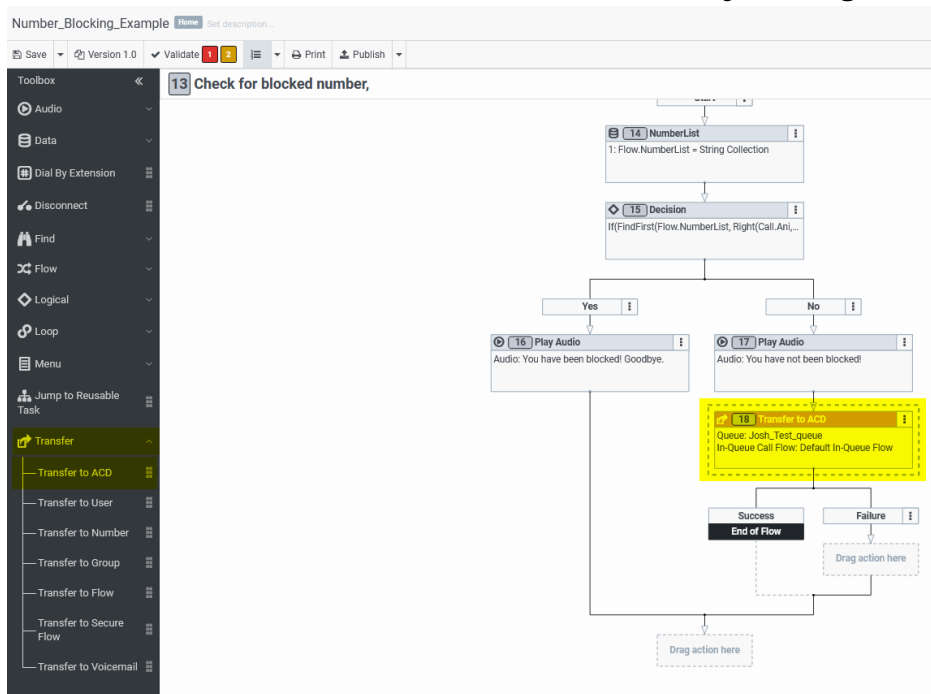 Number_Blocking_Example Home Set description...
Save Version 1.0 Validate 1 2 Print Publish
Toolbox
13 Check for blocked number,
Audio
Data
Dial By Extension
Disconnect
Find
Flow
Logical
Loop
Menu
Jump to Reusable
Task
Transfer
Transfer to ACD
Transfer to User
Transfer to Number
Transfer to Group
Transfer to Flow
Transfer to Secure
Flow
Transfer to Voicemail
Start
14 NumberList
1: Flow.NumberList = String Collection
15 Decision
If(FindFirst(Flow.NumberList, Right(Call.Ani,...
Yes
No
16 Play Audio
Audio: You have been blocked! Goodbye.
17 Play Audio
Audio: You have not been blocked!
18 Transfer to ACD
Queue: Josh_Test_queue
In-Queue Call Flow: Default In-Queue Flow
Success
End of Flow
Failure
Drag action here
Drag action here